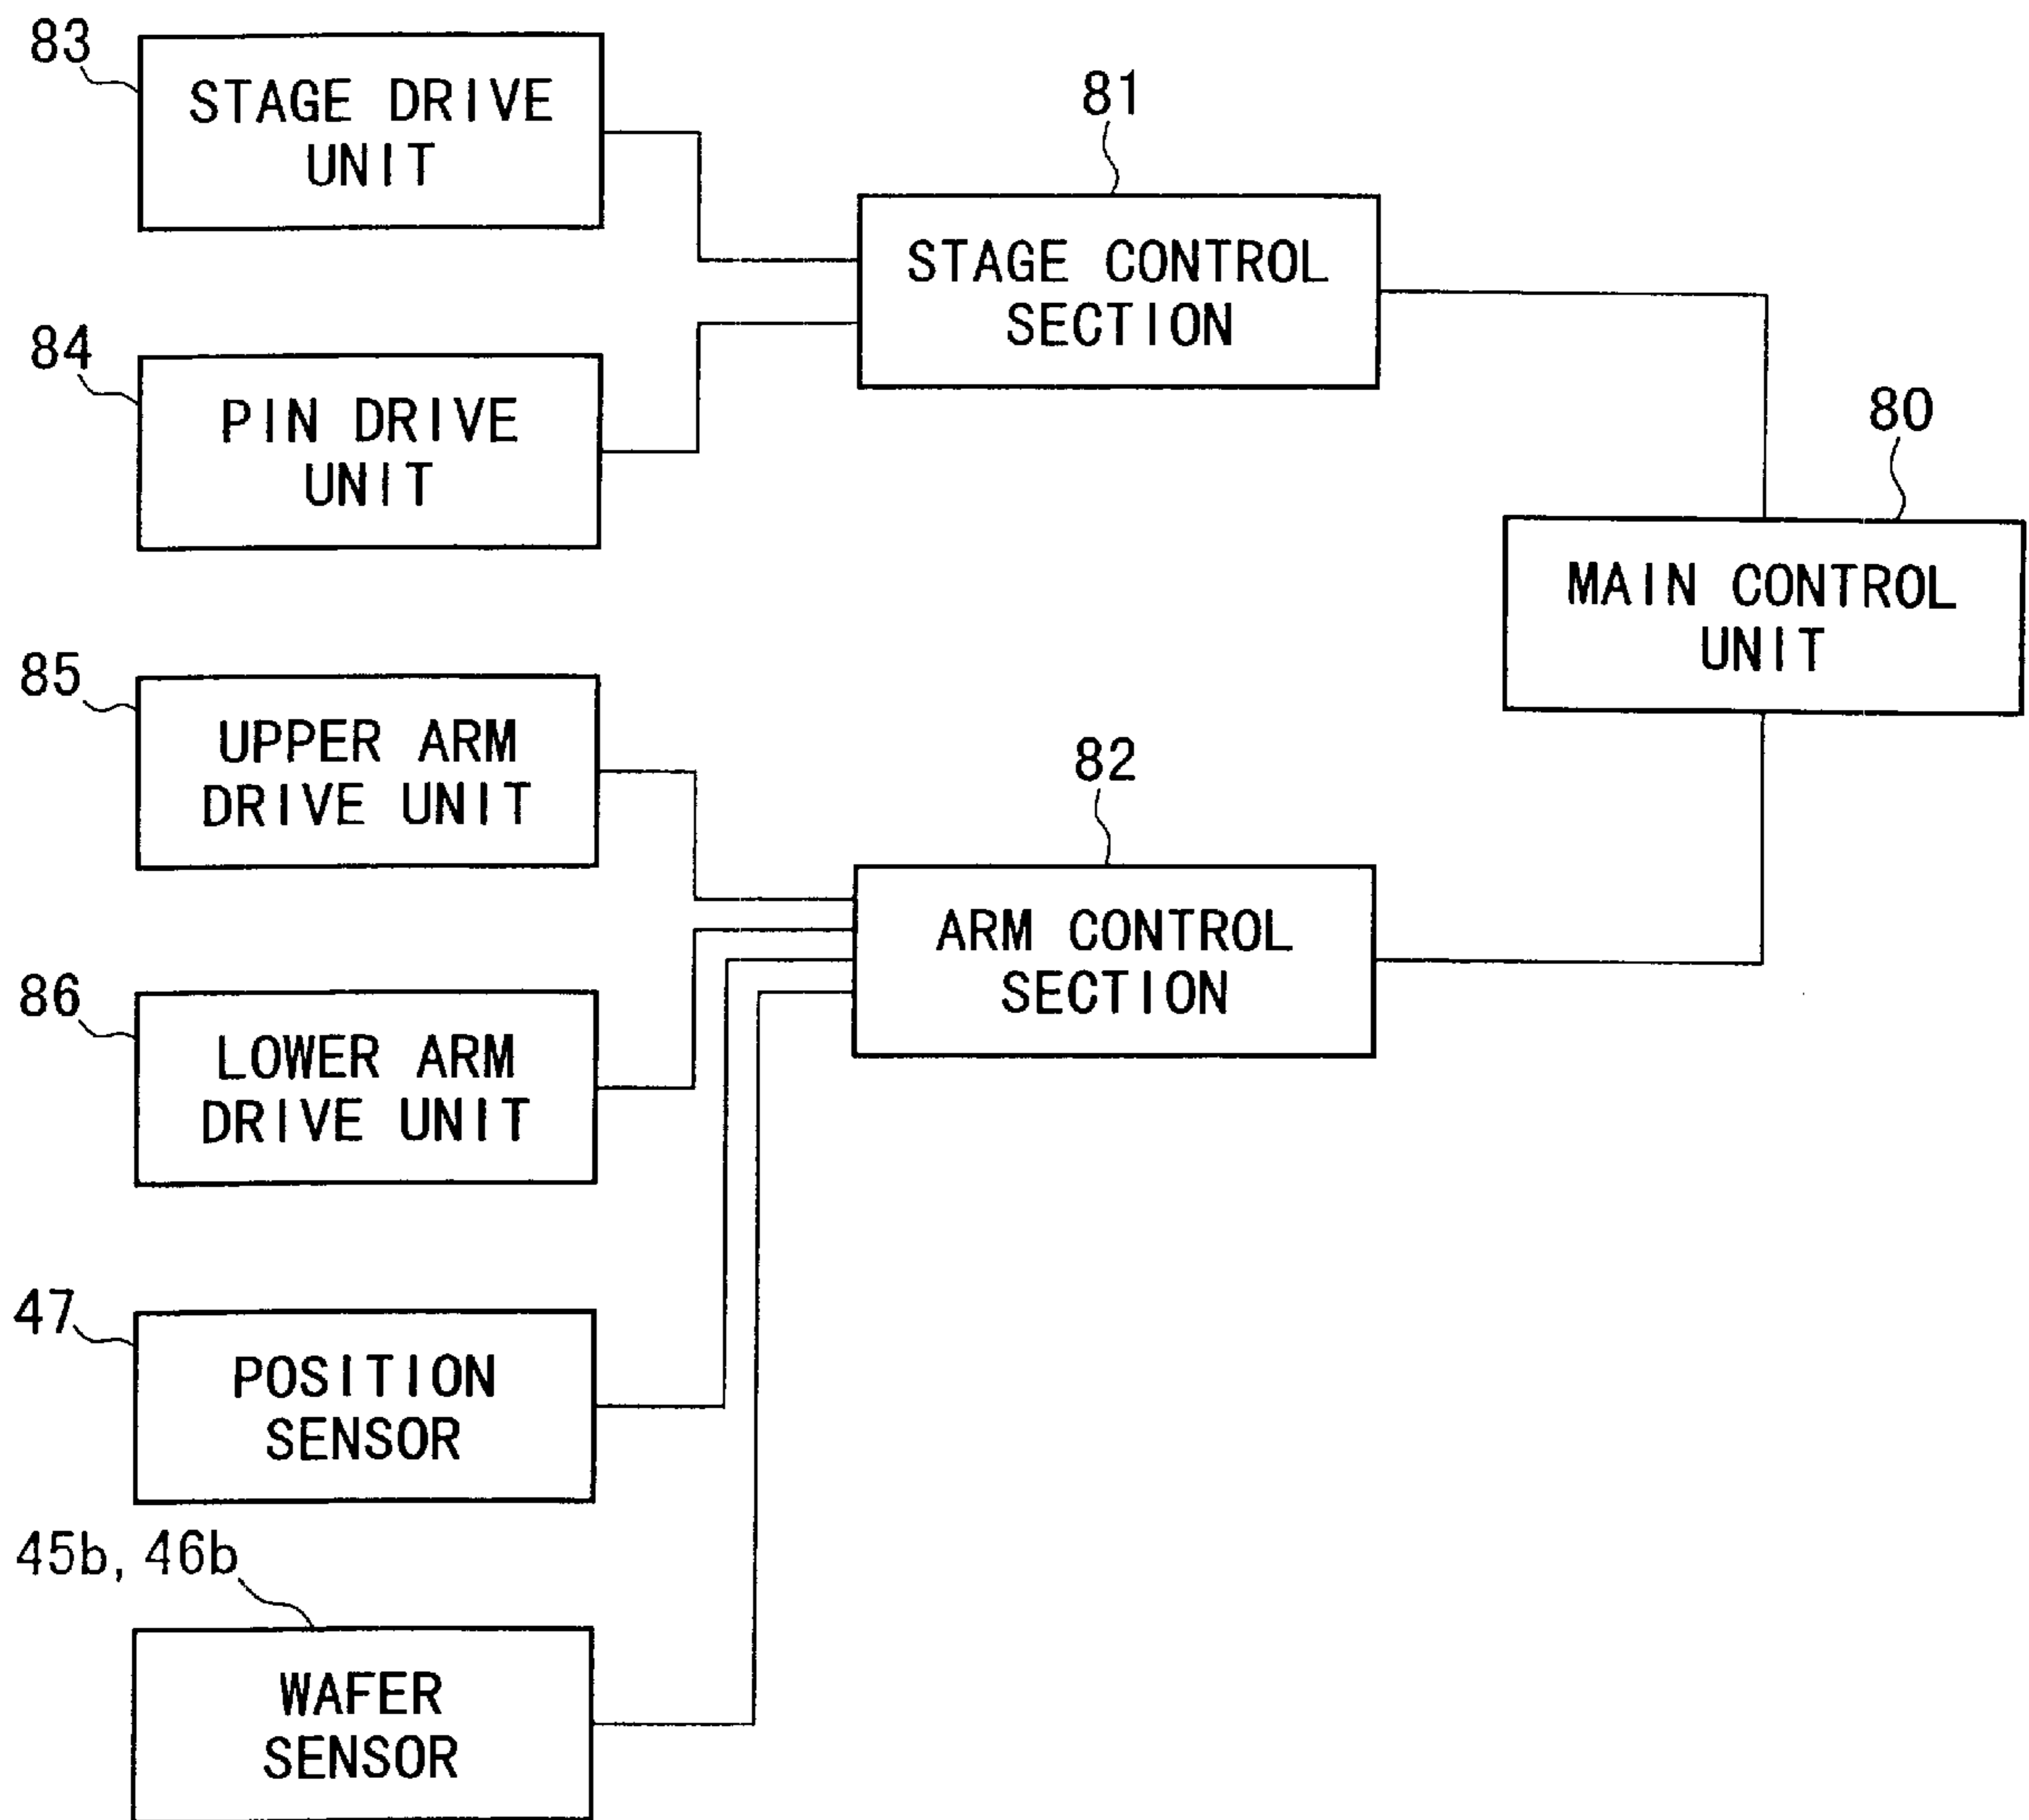 83
STAGE DRIVE
UNIT
81
STAGE CONTROL
SECTION
84
PIN DRIVE
UNIT
80
MAIN CONTROL
UNIT
85
UPPER ARM
DRIVE UNIT
82
ARM CONTROL
SECTION
86
LOWER ARM
DRIVE UNIT
47
POSITION
SENSOR
45b, 46b
WAFER
SENSOR